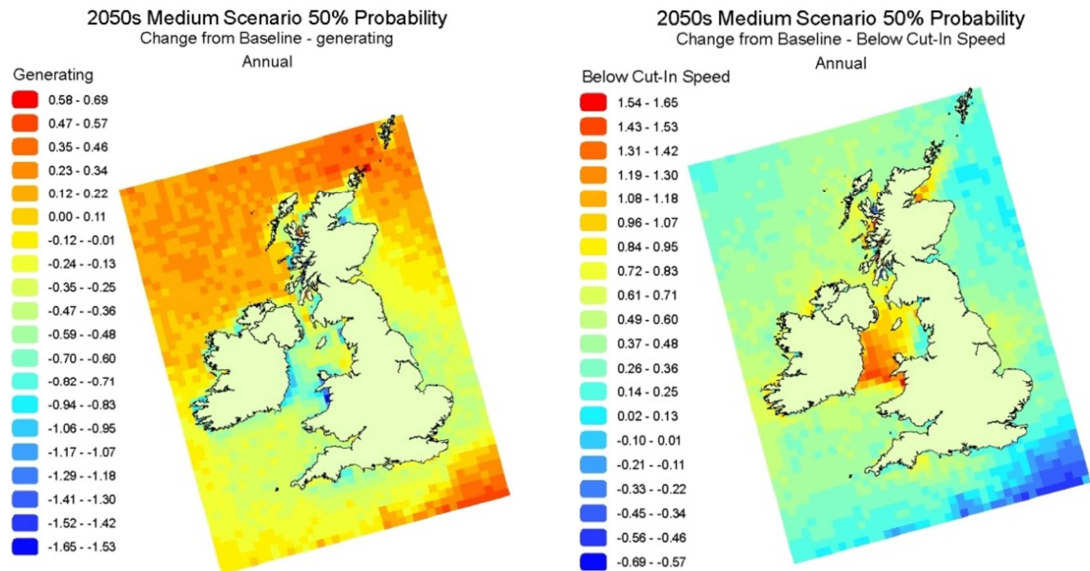 2050s Medium Scenario 50% Probability
Change from Baseline - generating
Annual
Generating
0.58 - 0.69
0.47 - 0.57
0.35 - 0.46
0.23 - 0.34
0.12 - 0.22
0.00 - 0.11
-0.12 - -0.01
-0.24 - -0.13
-0.35 - -0.25
-0.47 - -0.36
-0.59 - -0.48
-0.70 - -0.60
-0.82 - -0.71
-0.94 - -0.83
-1.06 - -0.95
-1.17 - -1.07
-1.29 - -1.18
-1.41 - -1.30
-1.52 - -1.42
-1.65 - -1.53
2050s Medium Scenario 50% Probability
Change from Baseline - Below Cut-In Speed
Annual
Below Cut-In Speed
1.54 - 1.65
1.43 - 1.53
1.31 - 1.42
1.19 - 1.30
1.08 - 1.18
0.96 - 1.07
0.84 - 0.95
0.72 - 0.83
0.61 - 0.71
0.49 - 0.60
0.37 - 0.48
0.26 - 0.36
0.14 - 0.25
0.02 - 0.13
-0.10 - 0.01
-0.21 - -0.11
-0.33 - -0.22
-0.45 - -0.34
-0.56 - -0.46
-0.69 - -0.57